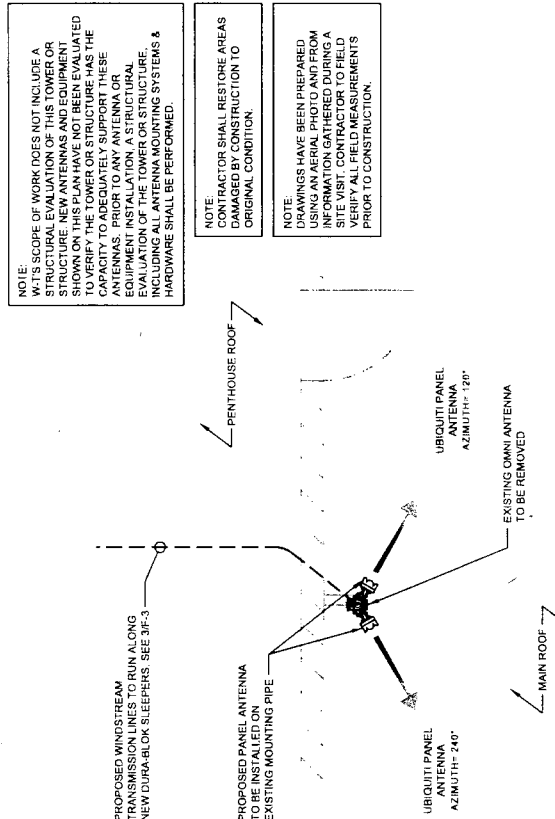 NOTE:
W-T'S SCOPE OF WORK DOES NOT INCLUDE A
STRUCTURAL EVALUATION OF THIS TOWER OR
STRUCTURE. NEW ANTENNAS AND EQUIPMENT
SHOWN ON THIS PLAN HAVE NOT BEEN EVALUATED
TO VERIFY THE TOWER OR STRUCTURE HAS THE
CAPACITY TO ADEQUATELY SUPPORT THESE
ANTENNAS. PRIOR TO ANY ANTENNA OR
EQUIPMENT INSTALLATION, A STRUCTURAL
EVALUATION OF THE TOWER OR STRUCTURE,
INCLUDING ALL ANTENNA MOUNTING SYSTEMS &
HARDWARE SHALL BE PERFORMED.
NOTE:
CONTRACTOR SHALL RESTORE AREAS
DAMAGED BY CONSTRUCTION TO
ORIGINAL CONDITION.
NOTE:
DRAWINGS HAVE BEEN PREPARED
USING AN AERIAL PHOTO AND FROM
INFORMATION GATHERED DURING A
SITE VISIT. CONTRACTOR TO FIELD
VERIFY ALL FIELD MEASUREMENTS
PRIOR TO CONSTRUCTION.
PROPOSED WINDSTREAM
TRANSMISSION LINES TO RUN ALONG
NEW DURA-BLOK SLEEPERS, SEE 3/F-3
PENTHOUSE ROOF
PROPOSED PANEL ANTENNA
TO BE INSTALLED ON
EXISTING MOUNTING PIPE
UBIQUITI PANEL
ANTENNA
AZIMUTH= 120°
UBIQUITI PANEL
ANTENNA
AZIMUTH= 240°
EXISTING OMNI ANTENNA
TO BE REMOVED
MAIN ROOF